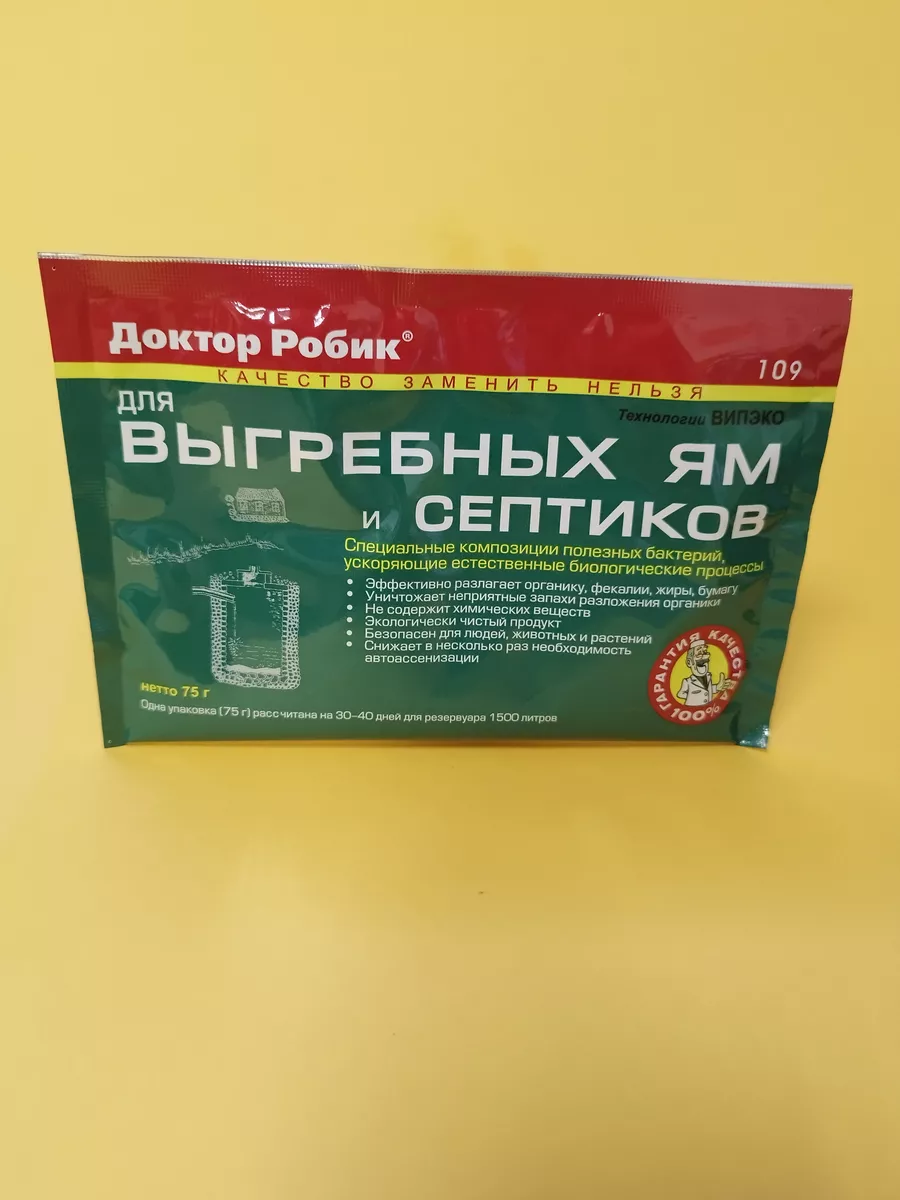 Доктор Робик®
109
КАЧЕСТВО ЗАМЕНИТЬ НЕЛЬЗЯ
Технологии ВИПЭКО
для
ВЫГРЕБНЫХ ЯМ
и СЕПТИКОВ
Специальные композиции полезных бактерий,
ускоряющие естественные биологические процессы
• Эффективно разлагает органику, фекалии, жиры, бумагу
• Уничтожает неприятные запахи разложения органики
• Не содержит химических веществ
• Экологически чистый продукт
• Безопасен для людей, животных и растений
• Снижает в несколько раз необходимость
автоассенизации
ГАРАНТИЯ КАЧЕСТВА
100%
нетто 75 г
Одна упаковка (75 г) рассчитана на 30-40 дней для резервуара 1500 литров